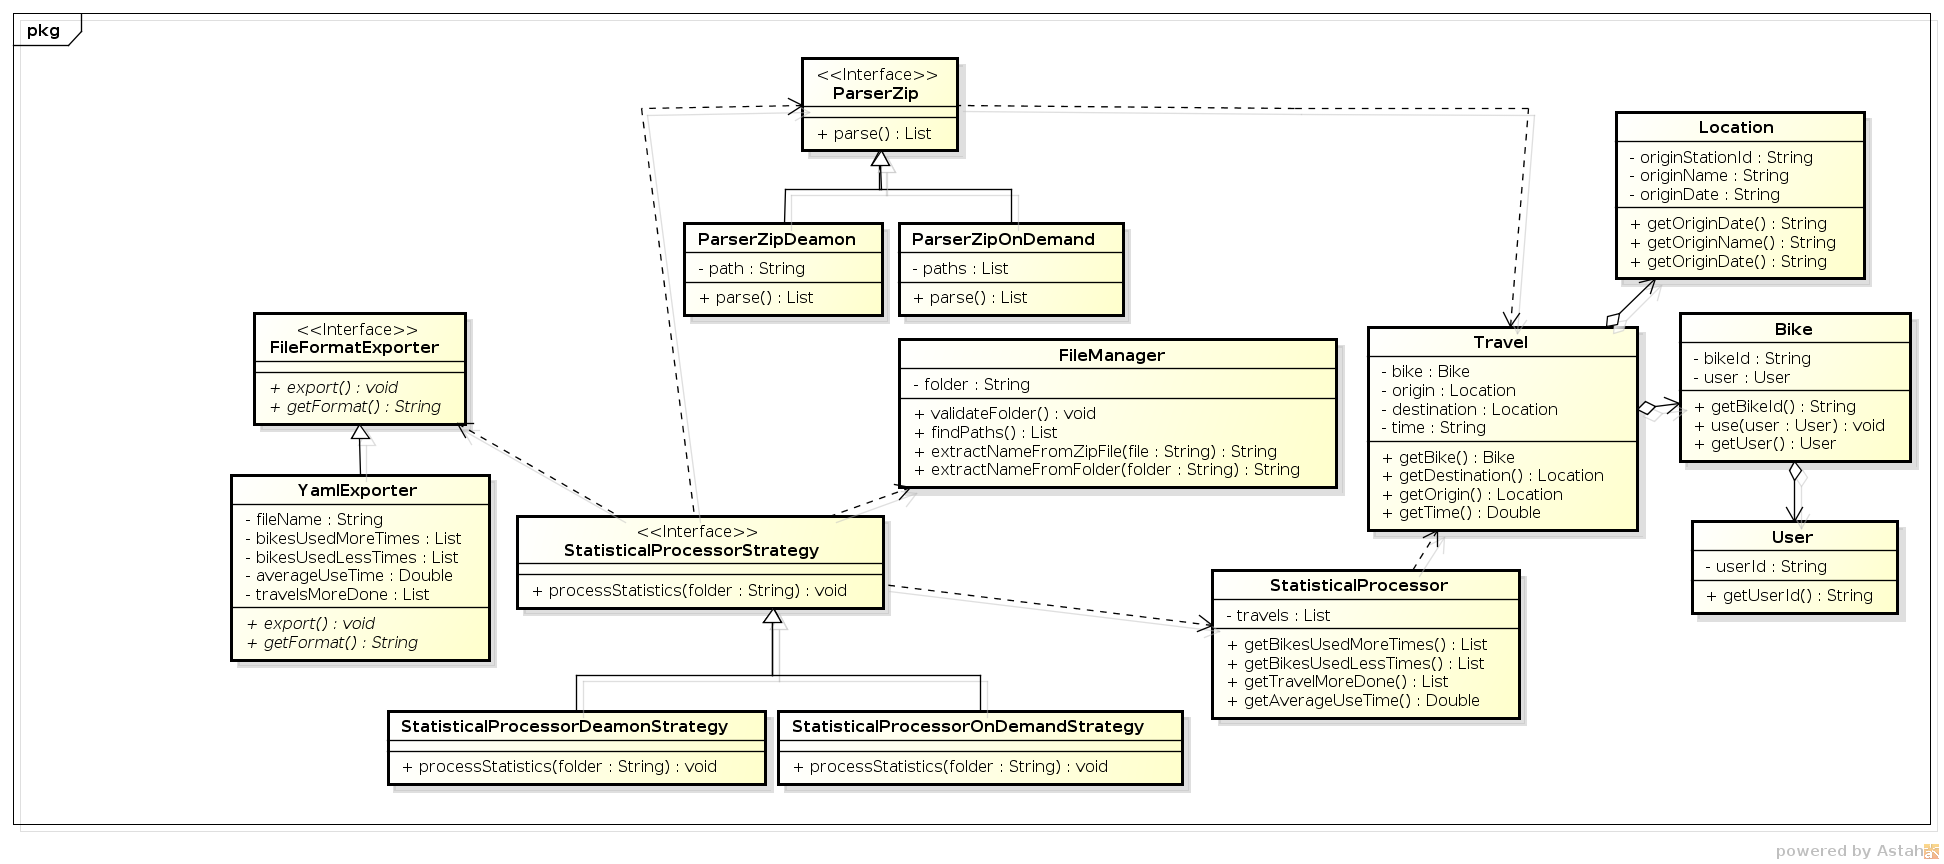 pkg
<<Interface>>
ParserZip
+ parse() : List
ParserZipDeamon
- path : String
+ parse() : List
ParserZipOnDemand
- paths : List
+ parse() : List
Location
- originStationId : String
- originName : String
- originDate : String
+ getOriginDate() : String
+ getOriginName() : String
+ getOriginDate() : String
<<Interface>>
FileFormatExporter
+ export() : void
+ getFormat() : String
FileManager
- folder : String
+ validateFolder() : void
+ findPaths() : List
+ extractNameFromZipFile(file : String) : String
+ extractNameFromFolder(folder : String) : String
Travel
- bike : Bike
- origin : Location
- destination : Location
- time : String
+ getBike() : Bike
+ getDestination() : Location
+ getOrigin() : Location
+ getTime() : Double
Bike
- bikeId : String
- user : User
+ getBikeId() : String
+ use(user : User) : void
+ getUser() : User
YamlExporter
- fileName : String
- bikesUsedMoreTimes : List
- bikesUsedLessTimes : List
- averageUseTime : Double
- travelsMoreDone : List
+ export() : void
+ getFormat() : String
<<Interface>>
StatisticalProcessorStrategy
+ processStatistics(folder : String) : void
User
- userId : String
+ getUserId() : String
StatisticalProcessor
- travels : List
+ getBikesUsedMoreTimes() : List
+ getBikesUsedLessTimes() : List
+ getTravelMoreDone() : List
+ getAverageUseTime() : Double
StatisticalProcessorDeamonStrategy
+ processStatistics(folder : String) : void
StatisticalProcessorOnDemandStrategy
+ processStatistics(folder : String) : void
powered by Astah